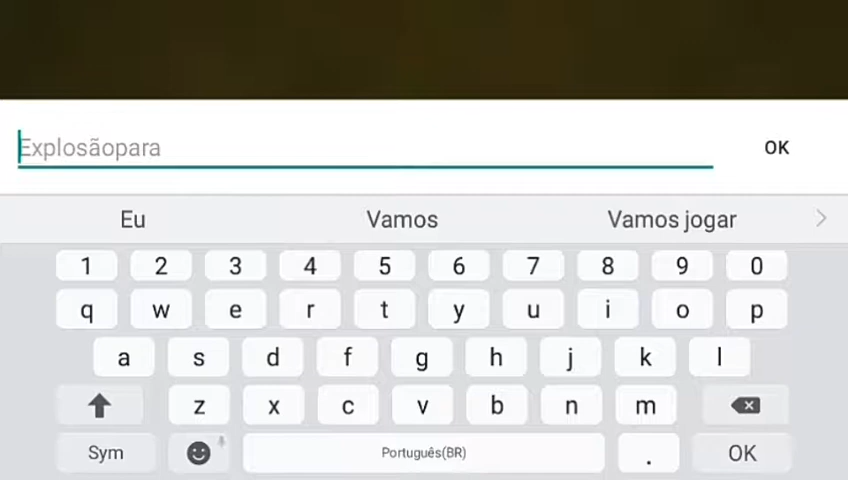 Explosãopara
OK
Eu Vamos Vamos jogar
1 2 3 4 5 6 7 8 9 0
q w e r t y u i o p
a s d f g h j k l
z x c v b n m
Sym Português(BR) . OK